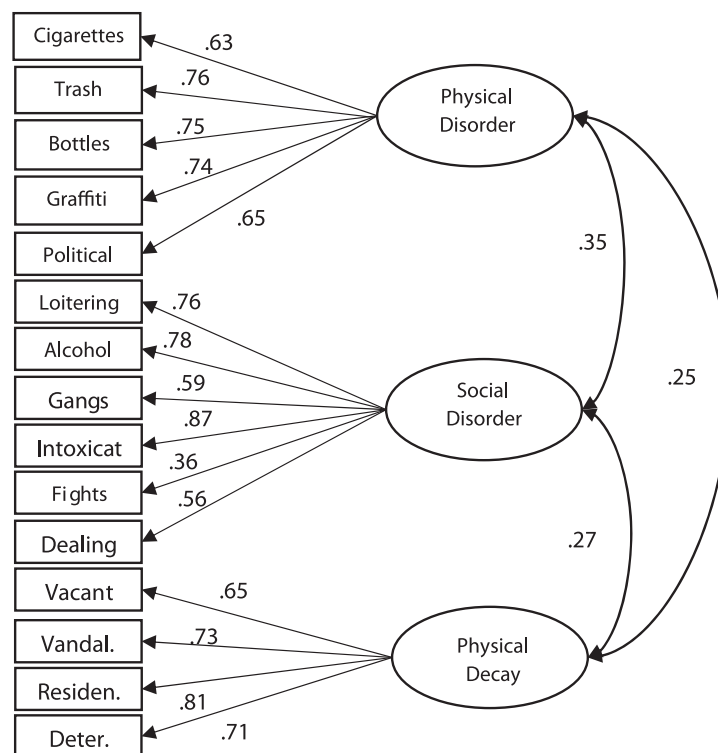 Cigarettes
.63
Trash
.76
Physical
Disorder
Bottles
.75
Graffiti
.74
Political
.65
.35
Loitering
.76
Alcohol
.78
Gangs
.59
Social
Disorder
.25
Intoxicat
.87
Fights
.36
Dealing
.56
.27
Vacant
.65
Vandal.
.73
Physical
Decay
Residen.
.81
Deter.
.71